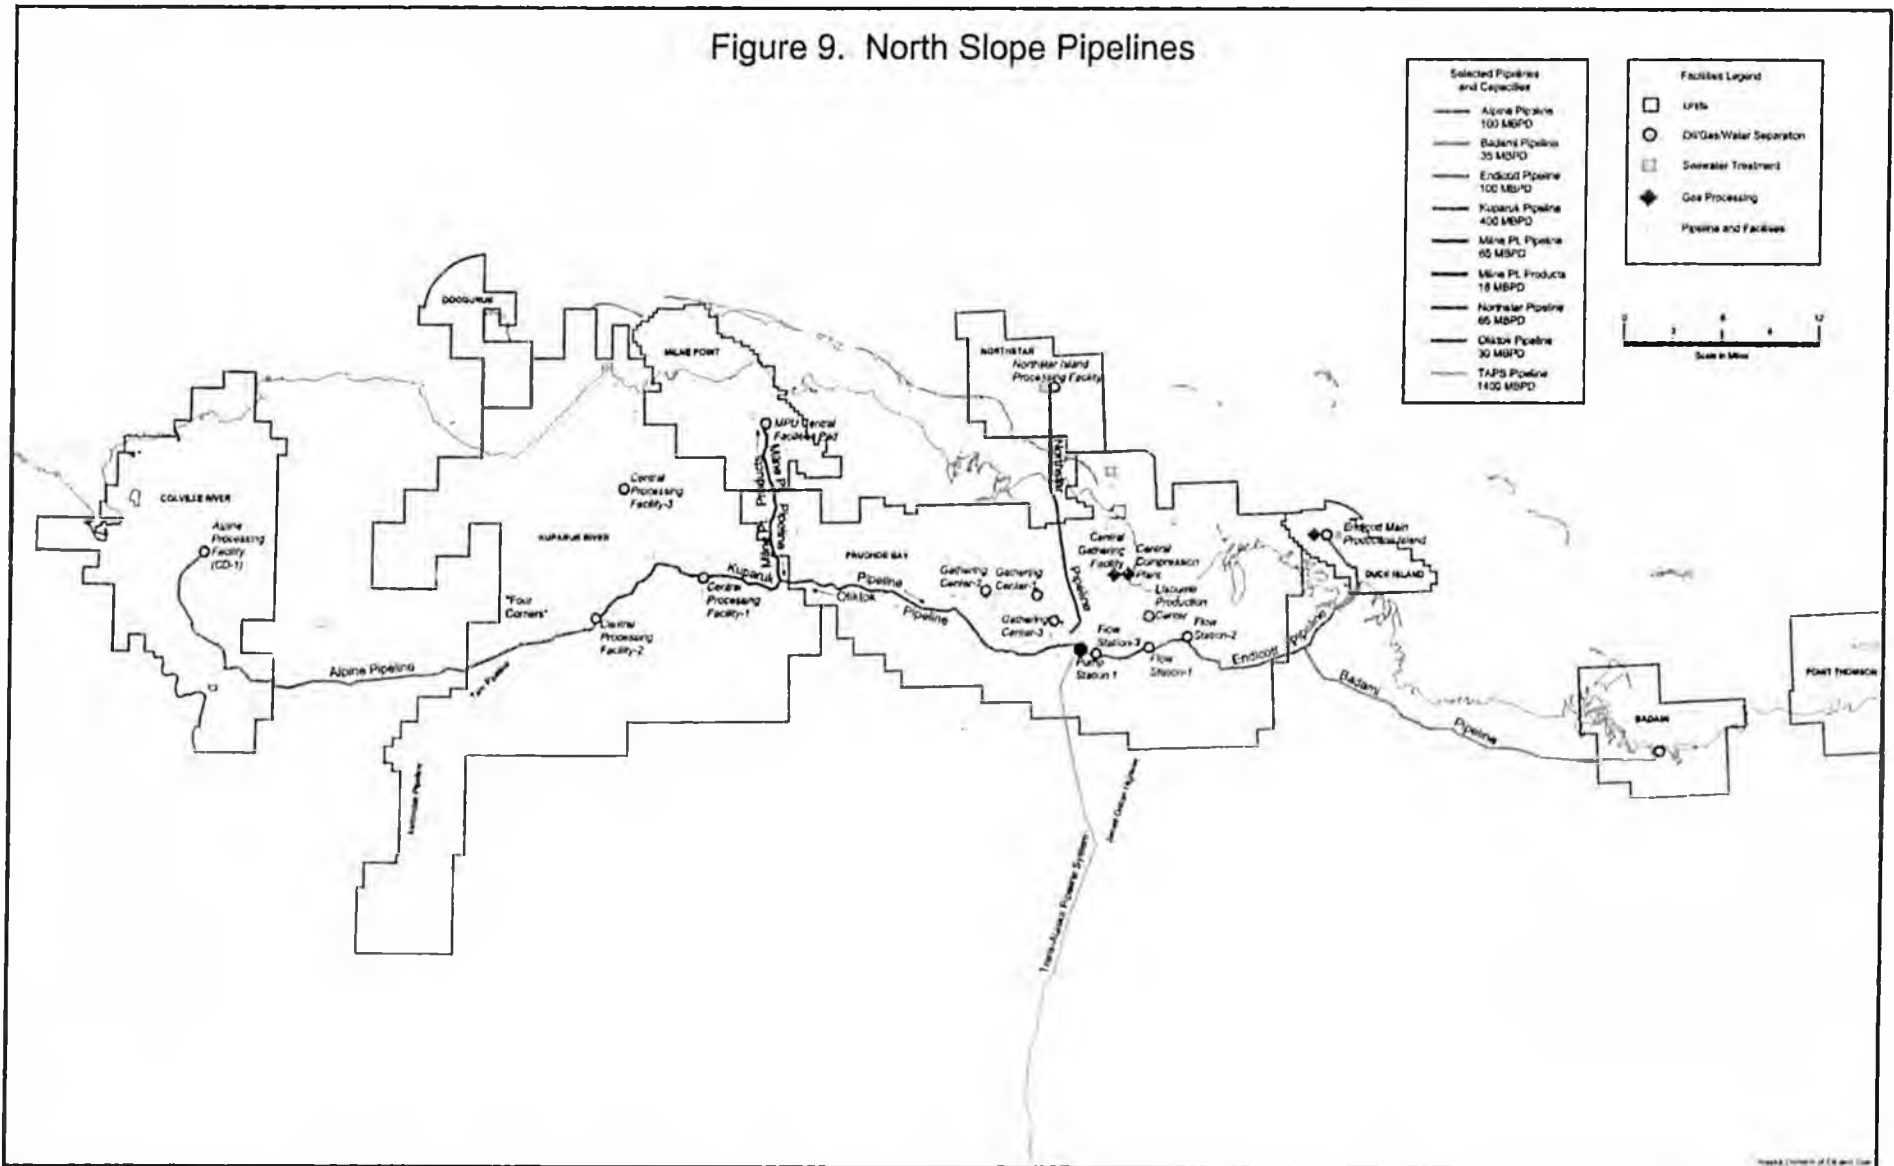 Figure 9. North Slope Pipelines
Selected Pipelines
and Capacities
Alpine Pipeline
100 MBPD
Badami Pipeline
35 MBPD
Endicott Pipeline
100 MBPD
Kuparuk Pipeline
400 MBPD
Milne Pt. Pipeline
65 MBPD
Milne Pt. Products
18 MBPD
Northstar Pipeline
65 MBPD
Oliktok Pipeline
30 MBPD
TAPS Pipeline
1400 MBPD
Facilities Legend
Units
Oil/Gas/Water Separation
Seawater Treatment
Gas Processing
Pipeline and Facilities
0
12
Scale in Miles
OOOGURUK
MILNE POINT
NORTHSTAR
Northstar Island
Processing Facility
MPU Central
Facilities Pad
COLVILLE RIVER
Alpine
Processing
Facility
(CD-1)
Central
Processing
Facility-3
KUPARUK RIVER
Milne Pt.
Products
Milne Pt.
Pipeline
Northstar
Pipeline
PRUDHOE BAY
Central
Gathering
Facility
Central
Compression
Plant
Endicott Main
Production Island
DUCK ISLAND
"Four
Corners"
Kuparuk
Pipeline
Oliktok
Pipeline
Central
Processing
Facility-1
Central
Processing
Facility-2
Gathering
Center-2
Gathering
Center-1
Gathering
Center-3
Lisburne
Production
Center
Flow
Station-3
Flow
Station-2
Flow
Station-1
Pump
Station 1
Endicott Pipeline
Alpine Pipeline
Badami
Pipeline
BADAMI
POINT THOMSON
Trans-Alaska Pipeline System